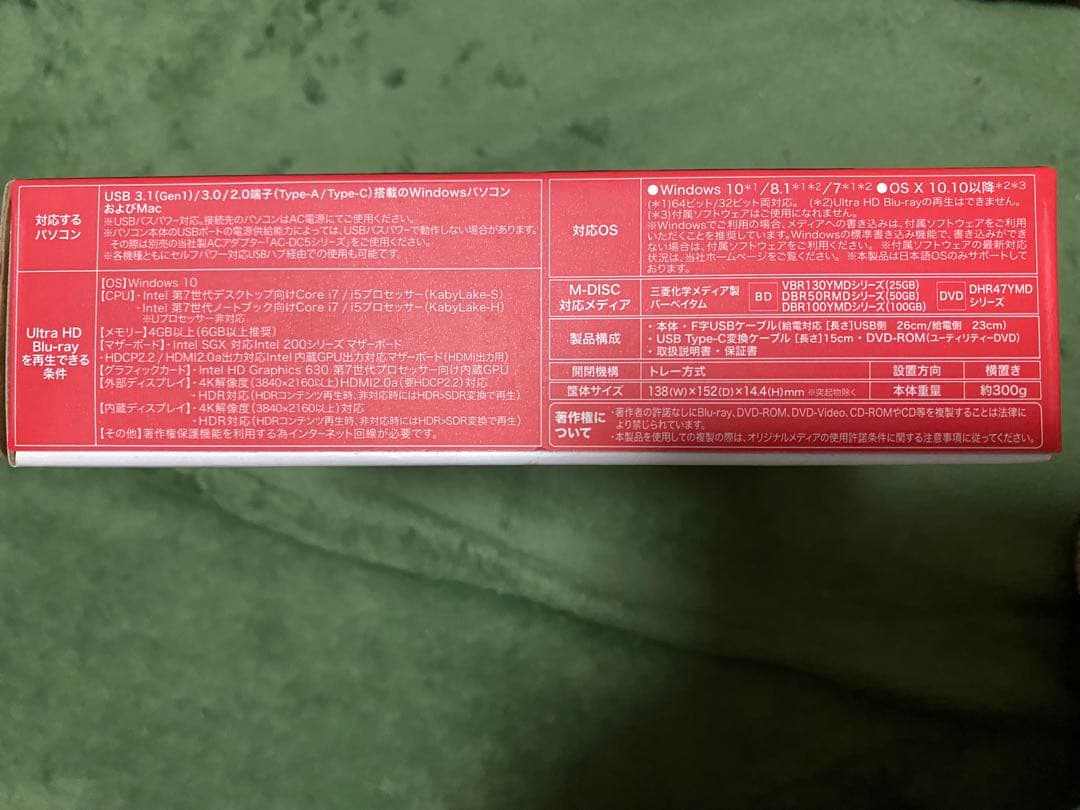 対応する
パソコン
USB 3.1(Gen1)/3.0/2.0端子(Type-A/Type-C)搭載のWindowsパソコン
およびMac
※USBバスパワー対応。接続先のパソコンはAC電源にてご使用ください。
※パソコン本体のUSBポートの電源供給能力によっては、USBバスパワーで動作しない場合があります。
その際は別売の当社製ACアダプター「AC-DC5シリーズ」をご使用ください。
※各機種ともにセルフパワー対応USBハブ経由での使用も可能です。
Ultra HD
Blu-ray
を再生できる
条件
【OS】Windows 10
【CPU】・Intel 第7世代デスクトップ向けCore i7 / i5プロセッサー(KabyLake-S)
・Intel 第7世代ノートブック向けCore i7 / i5プロセッサー(KabyLake-H)
※Uプロセッサー非対応
【メモリー】4GB以上(6GB以上推奨)
【マザーボード】・Intel SGX 対応Intel 200シリーズ マザーボード
・HDCP2.2 / HDMI2.0a出力対応Intel 内蔵GPU出力対応マザーボード(HDMI出力用)
【グラフィックカード】・Intel HD Graphics 630 第7世代プロセッサー向け内蔵GPU
【外部ディスプレイ】・4K解像度(3840×2160以上)HDMI2.0a(要HDCP2.2)対応
・HDR対応(HDRコンテンツ再生時、非対応時にはHDR>SDR変換で再生)
【内蔵ディスプレイ】・4K解像度(3840×2160以上)対応
・HDR対応(HDRコンテンツ再生時、非対応時にはHDR>SDR変換で再生)
【その他】著作権保護機能を利用する為インターネット回線が必要です。
対応OS
●Windows 10*1/8.1*1*2/7*1*2 ●OS X 10.10以降*2*3
(*1)64ビット/32ビット両対応。 (*2)Ultra HD Blu-rayの再生はできません。
(*3)付属ソフトウェアはご使用になれません。
※Windowsでご利用の場合、メディアへの書き込みは、付属ソフトウェアをご利用
いただくことを推奨しています。Windowsの標準書き込み機能で、書き込みができ
ない場合は、付属ソフトウェアをご利用ください。 ※付属ソフトウェアの最新対応
状況は、当社ホームページをご覧ください。 ※本製品は日本語OSのみサポートして
おります。
M-DISC
対応メディア
三菱化学メディア製
バーベイタム
BD
VBR130YMDシリーズ(25GB)
DBR50RMDシリーズ(50GB)
DBR100YMDシリーズ(100GB)
DVD
DHR47YMD
シリーズ
製品構成
・本体・F字USBケーブル(給電対応 [長さ]USB側 26cm/給電側 23cm)
・USB Type-C変換ケーブル [長さ]15cm・DVD-ROM(ユーティリティーDVD)
・取扱説明書・保証書
開閉機構 トレー方式 設置方向 横置き
筐体サイズ 138(W)×152(D)×14.4(H)mm ※突起物除く 本体重量 約300g
著作権に
ついて
・著作者の許諾なしにBlu-ray、DVD-ROM、DVD-Video、CD-ROMやCD等を複製することは法律に
より禁じられています。
・本製品を使用しての複製の際は、オリジナルメディアの使用許諾条件に関する注意事項に従ってください。